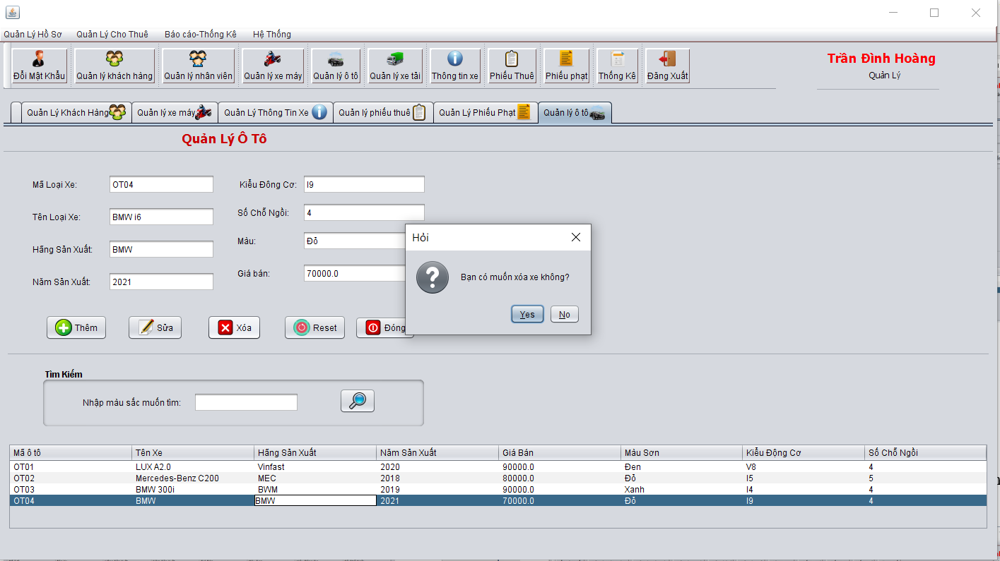 Quản Lý Hồ Sơ Quản Lý Cho Thuê Báo cáo-Thống Kê Hệ Thống
Đổi Mật Khẩu Quản lý khách hàng Quản lý nhân viên Quản lý xe máy Quản lý ô tô Quản lý xe tải Thông tin xe Phiếu Thuê Phiếu phạt Thống Kê Đăng Xuất
Trần Đình Hoàng
Quản Lý
Quản Lý Khách Hàng Quản lý xe máy Quản Lý Thông Tin Xe Quản lý phiếu thuê Quản Lý Phiếu Phạt Quản lý ô tô
Quản Lý Ô Tô
Mã Loại Xe: OT04 Kiểu Đông Cơ: I9
Tên Loại Xe: BMW i6 Số Chỗ Ngồi: 4
Hãng Sản Xuất: BMW Màu: Đỏ
Năm Sản Xuất: 2021 Giá bán: 70000.0
Hỏi
Bạn có muốn xóa xe không?
Yes No
Thêm Sửa Xóa Reset Đóng
Tìm Kiếm
Nhập màu sắc muốn tìm:
Mã ô tô Tên Xe Hãng Sản Xuất Năm Sản Xuất Giá Bán Màu Sơn Kiểu Động Cơ Số Chỗ Ngồi
OT01 LUX A2.0 Vinfast 2020 90000.0 Đen V8 4
OT02 Mercedes-Benz C200 MEC 2018 80000.0 Đỏ I5 5
OT03 BMW 300i BWM 2019 90000.0 Xanh I4 4
OT04 BMW BMW 2021 70000.0 Đỏ I9 4